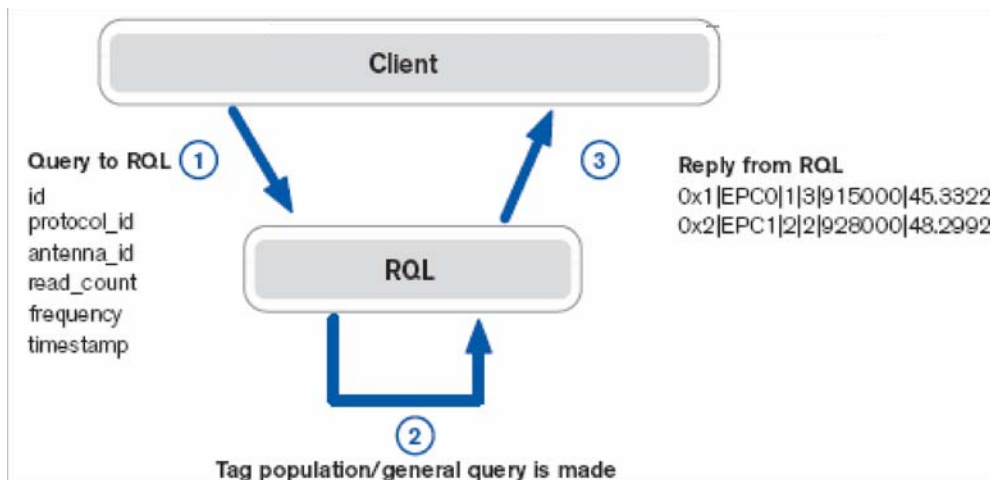 Client
Query to RQL 1
id
protocol_id
antenna_id
read_count
frequency
timestamp
3
Reply from RQL
0x1|EPC0|1|3|915000|45.3322
0x2|EPC1|2|2|928000|48.2992
RQL
2
Tag population/general query is made